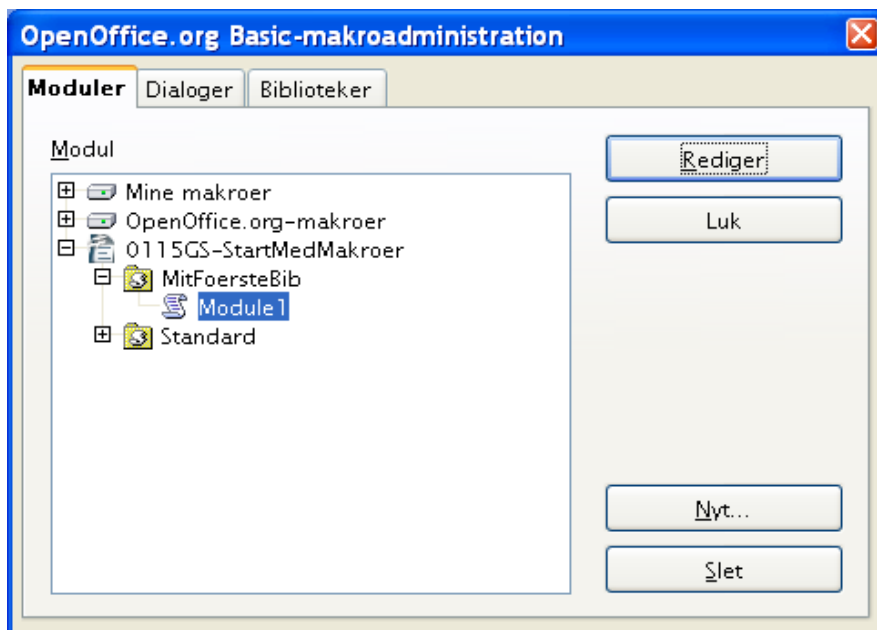 OpenOffice.org Basic-makroadministration
Moduler Dialoger Biblioteker
Modul
Mine makroer
OpenOffice.org-makroer
0115GS-StartMedMakroer
MitFoersteBib
Module1
Standard
Rediger
Luk
Nyt...
Slet